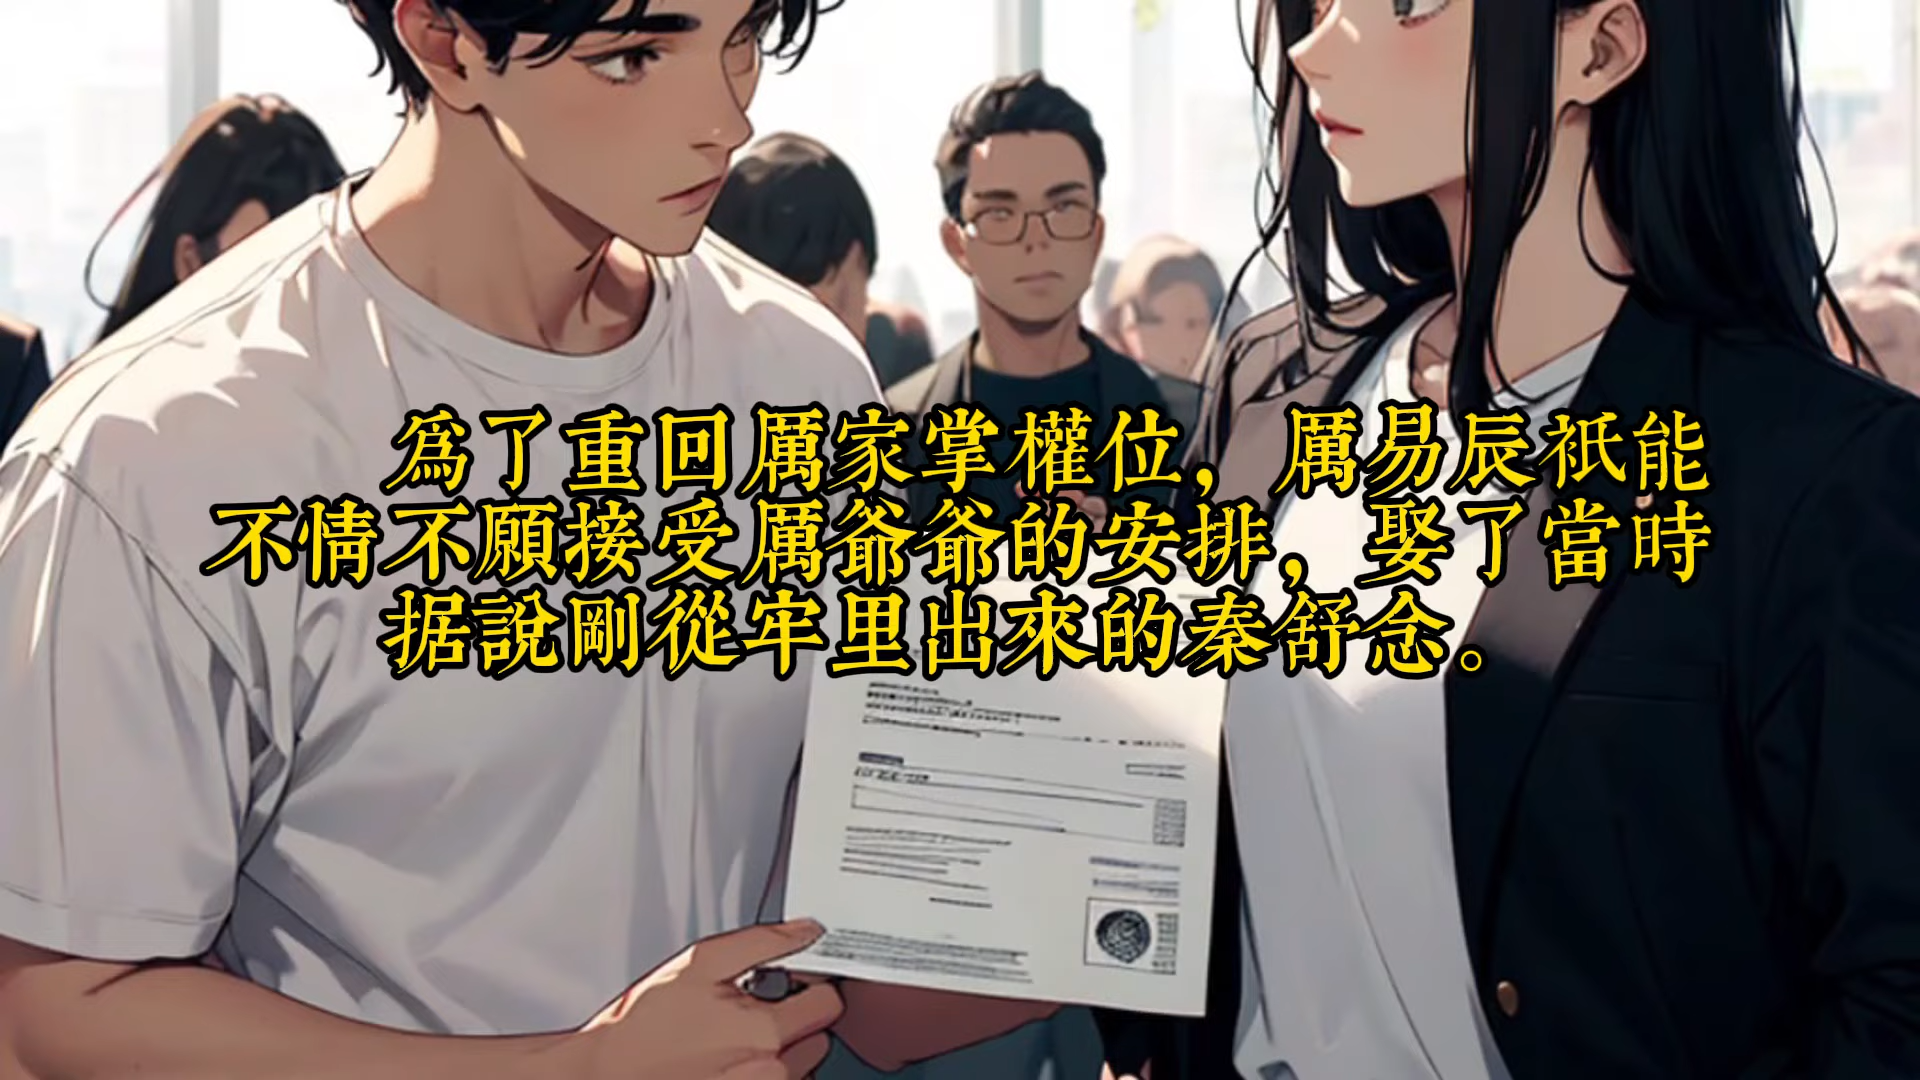 爲了重回厲家掌權位，厲易辰祇能
不情不願接受厲爺爺的安排，娶了當時
据說剛從牢里出來的秦舒念。